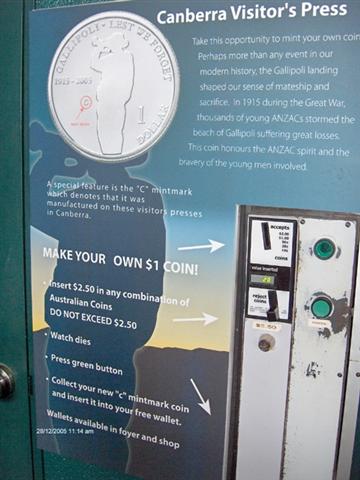 Canberra Visitor's Press
GALLIPOLI - LEST WE FORGET
1915-2005
C
1
DOLLAR
Take this opportunity to mint your own coin
Perhaps more than any event in our
modern history, the Gallipoli landing
shaped our sense of mateship and
sacrifice. In 1915 during the Great War,
thousands of young ANZACs stormed the
beach of Gallipoli suffering great losses.
This coin honours the ANZAC spirit and the
bravery of the young men involved.
A special feature is the "C" mintmark
which denotes that it was
manufactured on these visitors presses
in Canberra.
MAKE YOUR OWN $1 COIN!
• Insert $2.50 in any combination of
Australian Coins
DO NOT EXCEED $2.50
• Watch dies
• Press green button
• Collect your new "c" mintmark coin
and insert it into your free wallet.
Wallets available in foyer and shop
accepts
$2.00
$1.00
50c
20c
10c
coins
value inserted
reject
coins
$2.50
28/12/2005 11:14 am